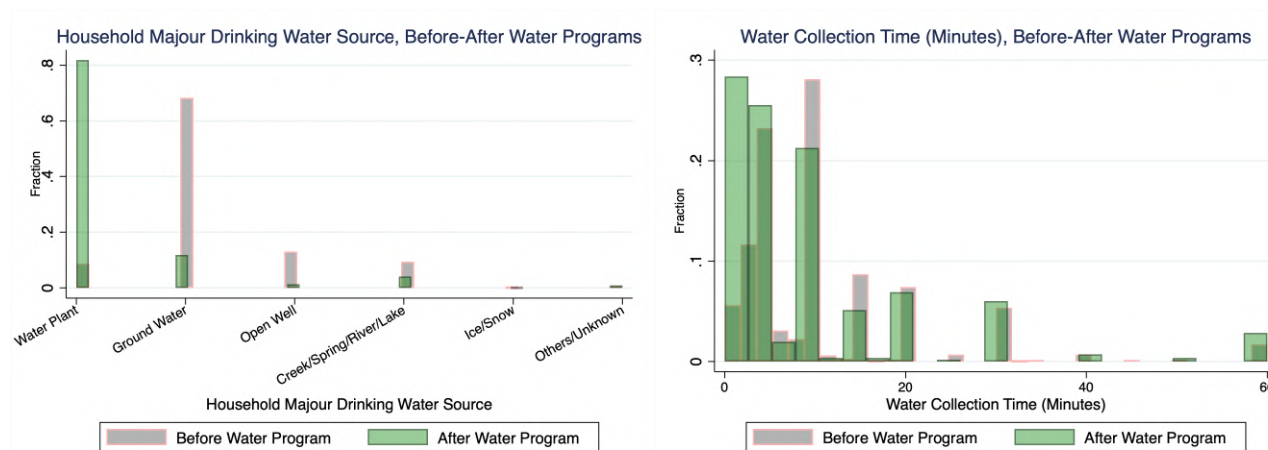 Household Majour Drinking Water Source, Before-After Water Programs
Fraction
.8
.6
.4
.2
0
Water Plant
Ground Water
Open Well
Creek/Spring/River/Lake
Ice/Snow
Others/Unknown
Household Majour Drinking Water Source
Before Water Program After Water Program
Water Collection Time (Minutes), Before-After Water Programs
Fraction
.3
.2
.1
0
0 20 40
Water Collection Time (Minutes)
Before Water Program After Water Program